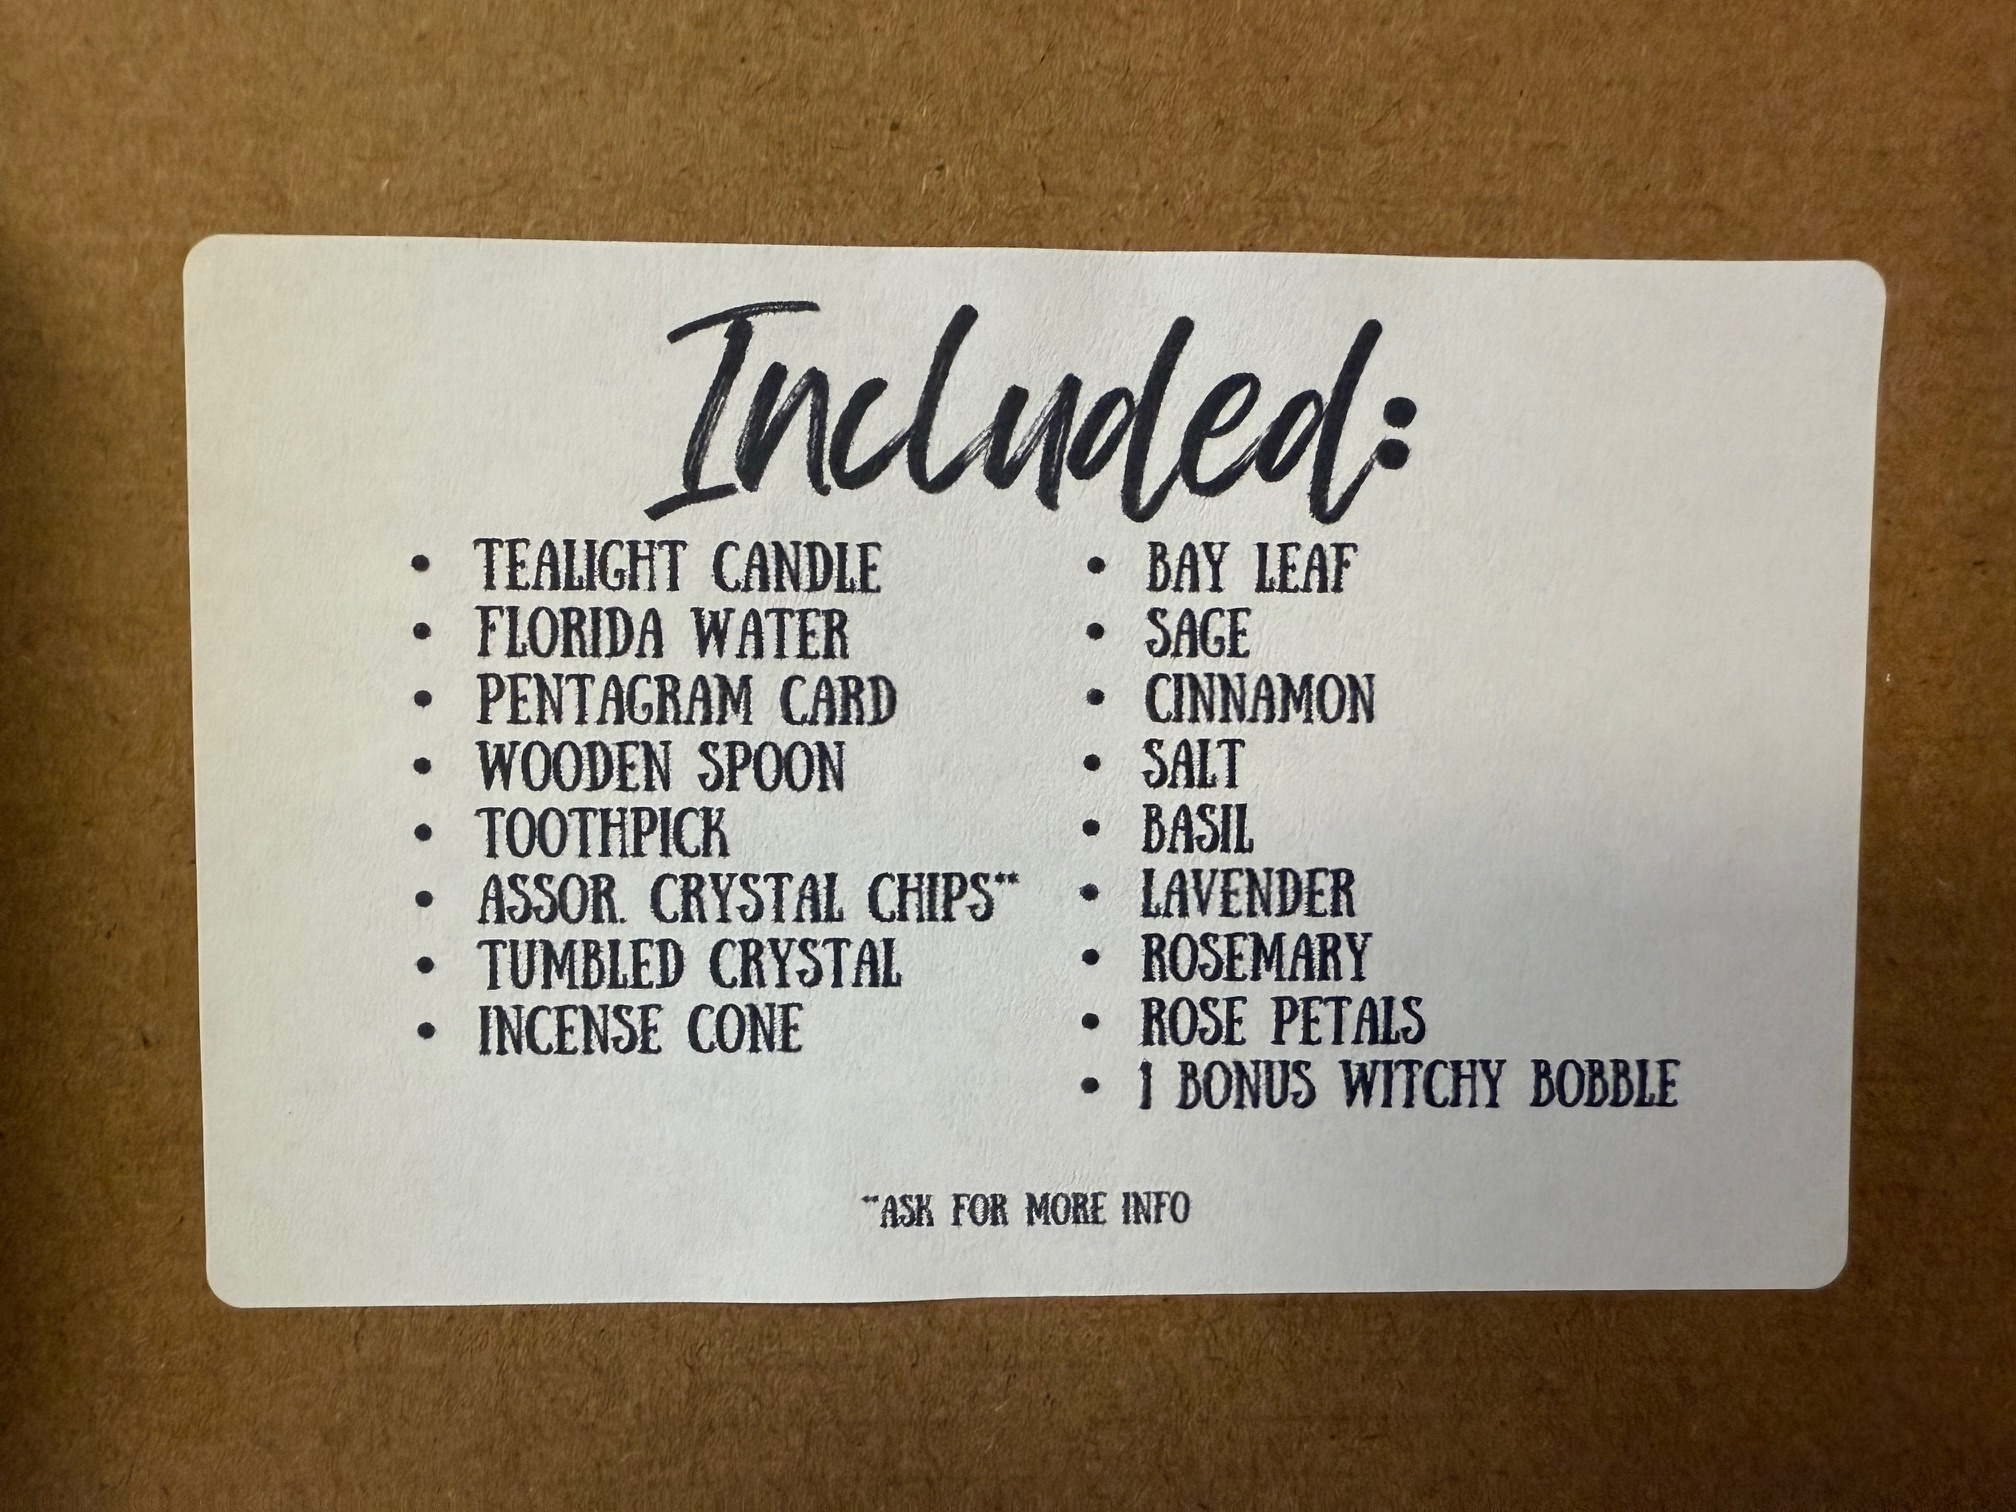 Included:
• TEALIGHT CANDLE
• FLORIDA WATER
• PENTAGRAM CARD
• WOODEN SPOON
• TOOTHPICK
• ASSOR. CRYSTAL CHIPS**
• TUMBLED CRYSTAL
• INCENSE CONE
• BAY LEAF
• SAGE
• CINNAMON
• SALT
• BASIL
• LAVENDER
• ROSEMARY
• ROSE PETALS
• 1 BONUS WITCHY BOBBLE
**ASK FOR MORE INFO